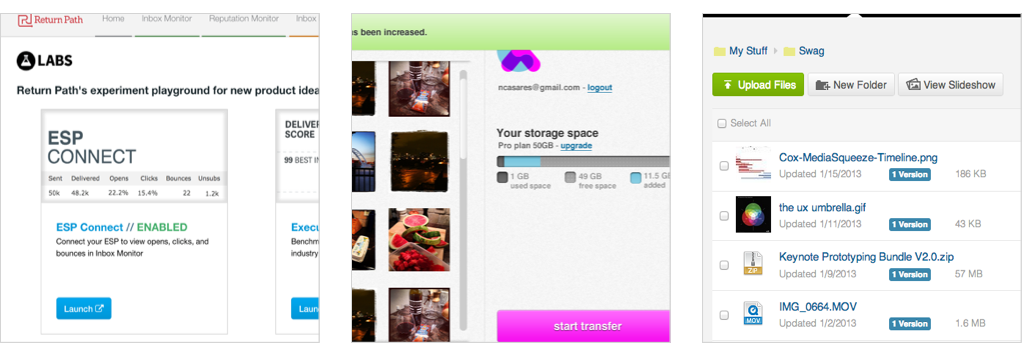 Return Path
Home
Inbox Monitor
Reputation Monitor
Inbox
LABS
Return Path's experiment playground for new product idea
ESP
CONNECT
Sent Delivered Opens Clicks Bounces Unsubs
50k 48.2k 22.2% 15.4% 22 1.2k
ESP Connect // ENABLED
Connect your ESP to view opens, clicks, and
bounces in Inbox Monitor
Launch
DELIVER
SCORE
99 BEST IN
Execu
Benchm
industry
Laun
as been increased.
ncasares@gmail.com - logout
Your storage space
Pro plan 50GB - upgrade
1 GB
used space
49 GB
free space
11.5 G
added
start transfer
My Stuff
Swag
Upload Files
New Folder
View Slideshow
Select All
Cox-MediaSqueeze-Timeline.png
Updated 1/15/2013 1 Version 186 KB
the ux umbrella.gif
Updated 1/11/2013 1 Version 43 KB
ZIP
Keynote Prototyping Bundle V2.0.zip
Updated 1/9/2013 1 Version 57 MB
MOV
IMG_0664.MOV
Updated 1/2/2013 1 Version 1.6 MB